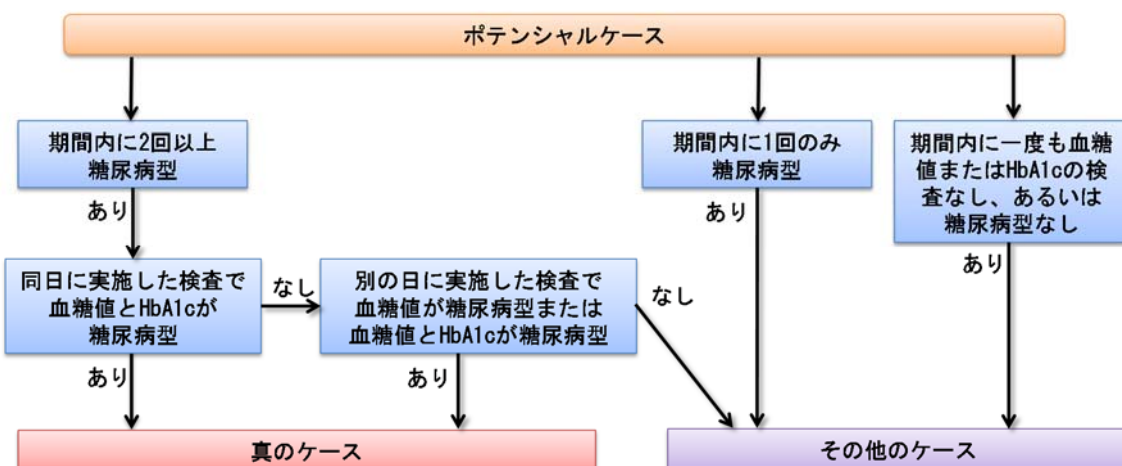 ポテンシャルケース
期間内に2回以上
糖尿病型
期間内に1回のみ
糖尿病型
期間内に一度も血糖
値またはHbA1cの検
査なし、あるいは
糖尿病型なし
あり
あり
あり
同日に実施した検査で
血糖値とHbA1cが
糖尿病型
なし
別の日に実施した検査で
血糖値が糖尿病型または
血糖値とHbA1cが糖尿病型
なし
あり
あり
真のケース
その他のケース